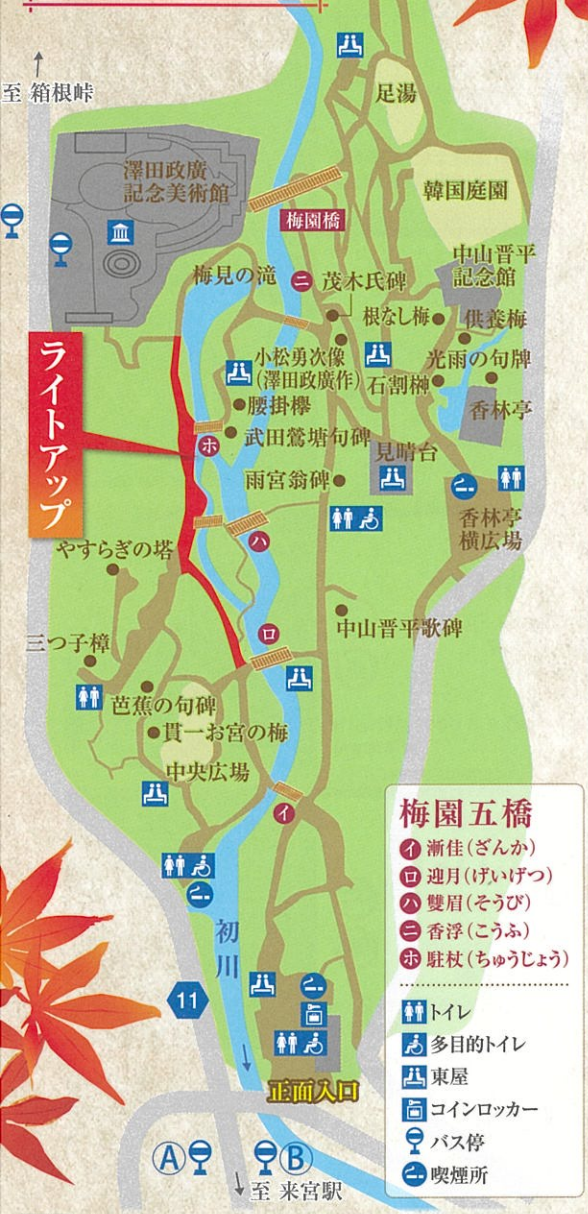 至 箱根峠
足湯
澤田政廣
記念美術館
韓国庭園
梅園橋
中山晋平
記念館
梅見の滝
ニ 茂木氏碑
根なし梅
供養梅
小松勇次像
(澤田政廣作)
石割榊
光雨の句牌
腰掛欅
香林亭
ライトアップ
ホ
武田鶯塘句碑
見晴台
雨宮翁碑
香林亭
横広場
ハ
やすらぎの塔
中山晋平歌碑
ロ
三つ子樟
芭蕉の句碑
貫一お宮の梅
中央広場
イ
初川
11
正面入口
A
B
至 来宮駅
梅園五橋
イ 漸佳(ざんか)
ロ 迎月(げいげつ)
ハ 雙眉(そうび)
ニ 香浮(こうふ)
ホ 駐杖(ちゅうじょう)
トイレ
多目的トイレ
東屋
コインロッカー
バス停
喫煙所